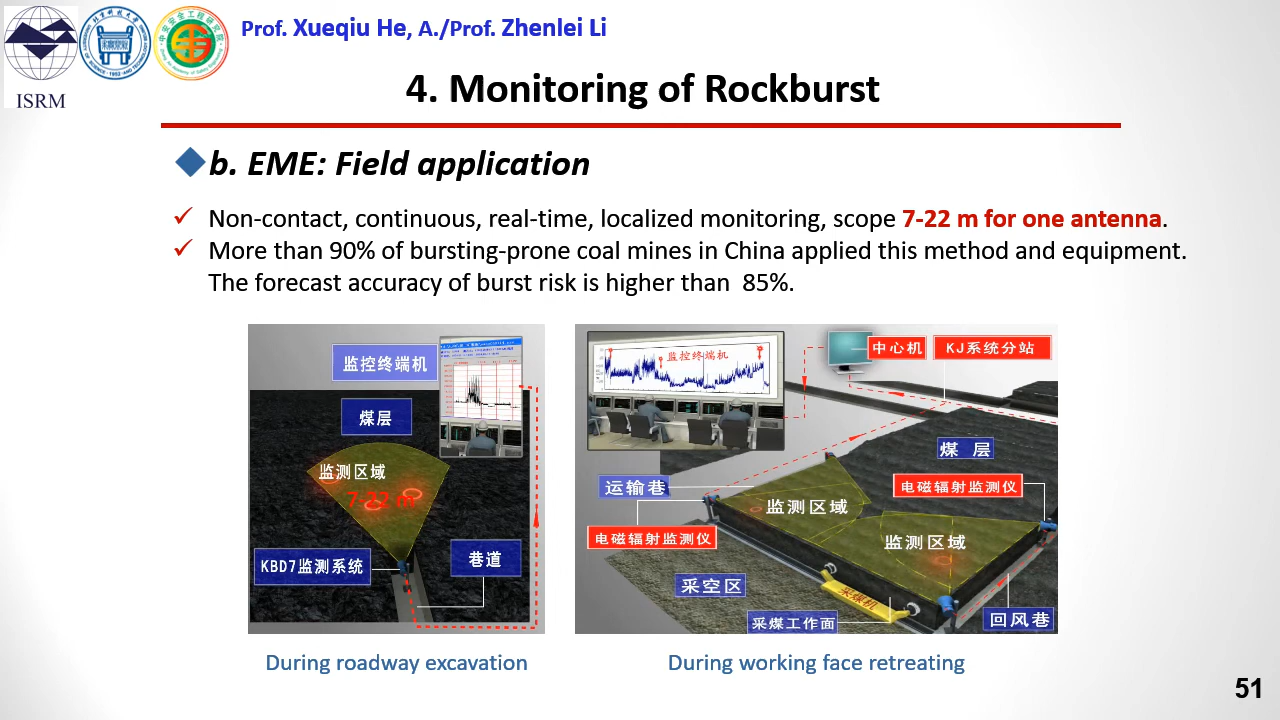 Prof. Xueqiu He, A./Prof. Zhenlei Li
ISRM
4. Monitoring of Rockburst
b. EME: Field application
Non-contact, continuous, real-time, localized monitoring, scope 7-22 m for one antenna.
More than 90% of bursting-prone coal mines in China applied this method and equipment.
The forecast accuracy of burst risk is higher than 85%.
监控终端机
煤层
监测区域
7-22 m
KBD7监测系统
巷道
监控终端机
中心机
KJ系统分站
煤 层
运输巷
电磁辐射监测仪
监测区域
电磁辐射监测仪
监测区域
采空区
采煤机
采煤工作面
回风巷
During roadway excavation
During working face retreating
51